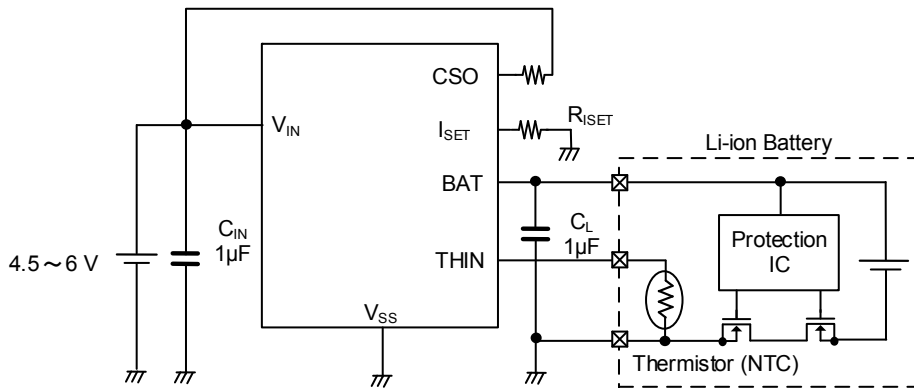 CSO
V_IN
I_SET
R_ISET
Li-ion Battery
BAT
C_IN
1µF
C_L
1µF
Protection
IC
4.5～6 V
THIN
V_SS
Thermistor (NTC)